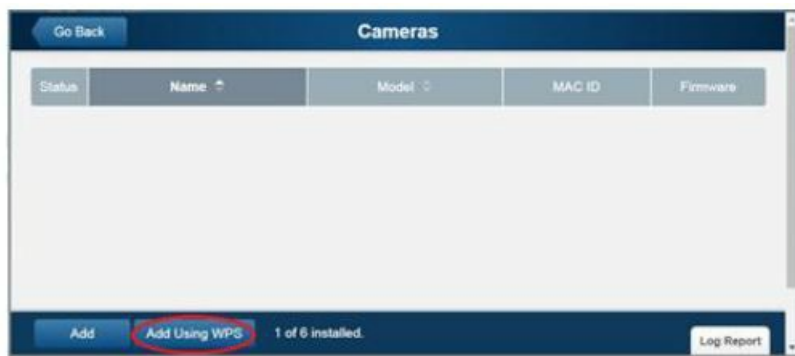 Go Back
Cameras
Status Name Model MAC ID Firmware
Add Add Using WPS 1 of 6 installed. Log Report